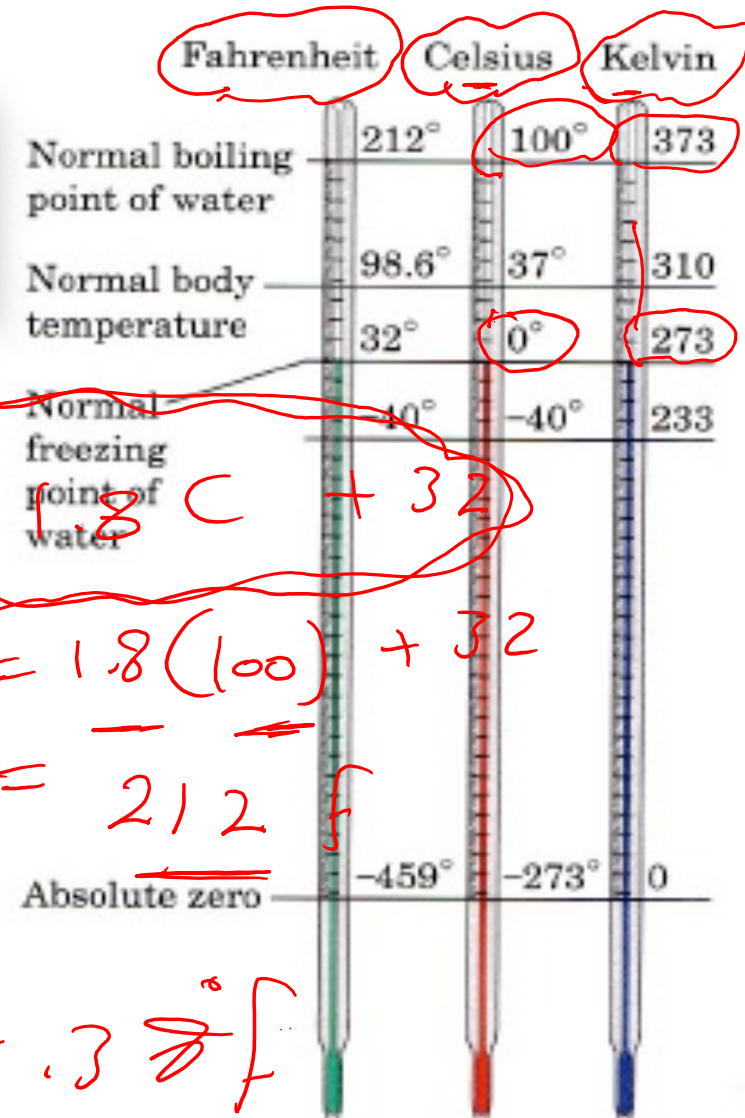 Fahrenheit Celsius Kelvin
Normal boiling point of water 212° 100° 373
Normal body temperature 98.6° 37° 310
32° 0° 273
Normal freezing point of water
-40° -40° 233
1.8 C + 32
= 1.8(100) + 32
= 212 f
Absolute zero -459° -273° 0
.3
°f